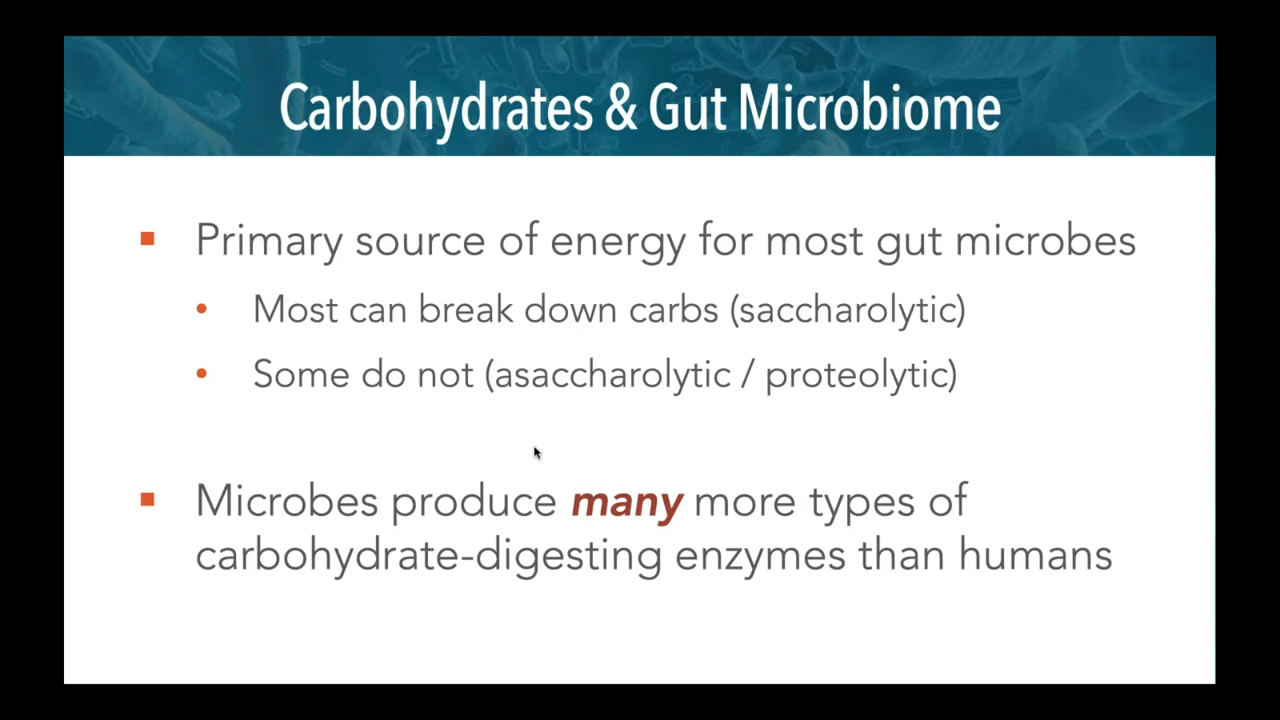 Carbohydrates & Gut Microbiome
▪ Primary source of energy for most gut microbes
• Most can break down carbs (saccharolytic)
• Some do not (asaccharolytic / proteolytic)
▪ Microbes produce many more types of
carbohydrate-digesting enzymes than humans